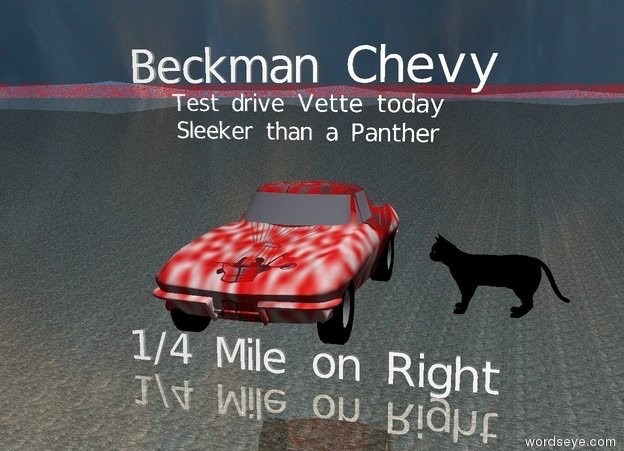 Beckman Chevy
Test drive Vette today
Sleeker than a Panther
1/4 Mile on Right
wordseye.com